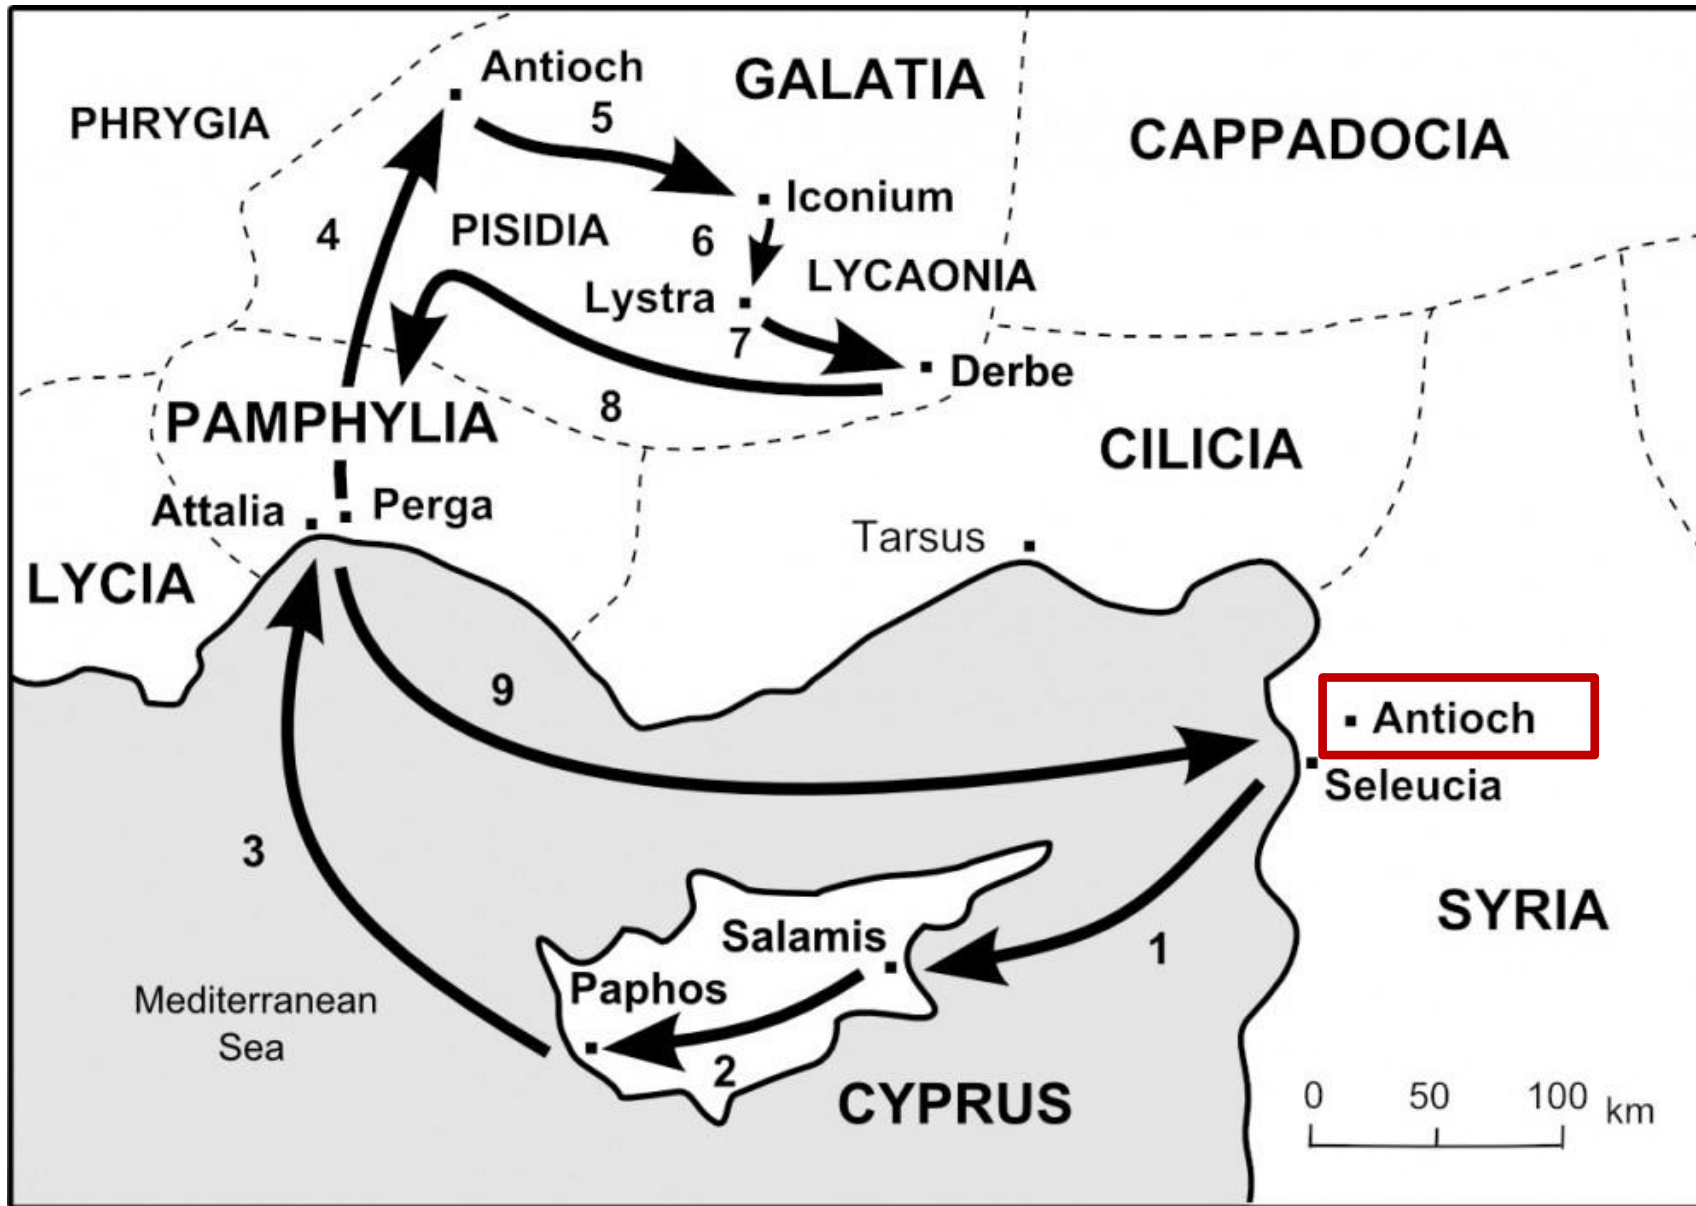 Antioch
GALATIA
5
PHRYGIA
CAPPADOCIA
Iconium
4
PISIDIA
6
LYCAONIA
Lystra
7
Derbe
8
PAMPHYLIA
CILICIA
Attalia
Perga
Tarsus
LYCIA
9
Antioch
Seleucia
3
SYRIA
Salamis
1
Paphos
Mediterranean
Sea
2
CYPRUS
0 50 100 km